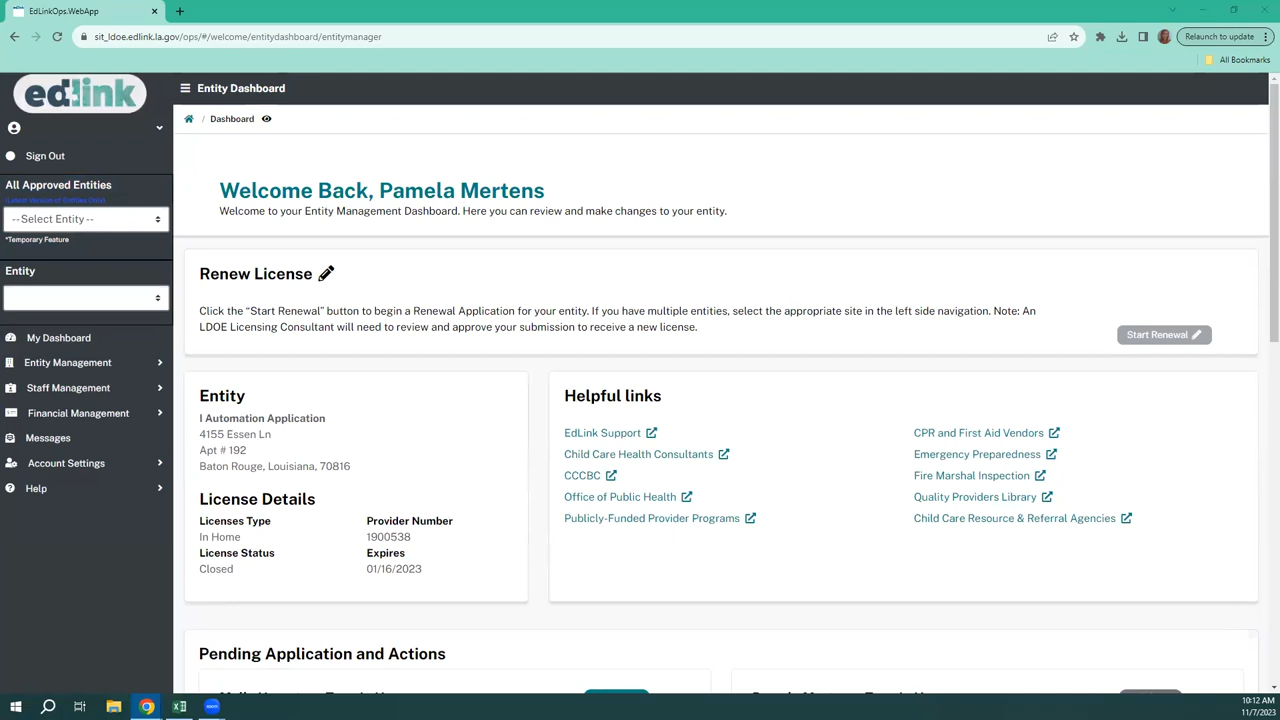 EdLinkOps.WebApp
sit_ldoe.edlink.la.gov/ops/#/welcome/entitydashboard/entitymanager
Relaunch to update
All Bookmarks
edlink
Entity Dashboard
/ Dashboard
Sign Out
All Approved Entities
(Latest Version of Entities Only)
-- Select Entity --
*Temporary Feature
Entity
My Dashboard
Entity Management
Staff Management
Financial Management
Messages
Account Settings
Help
Welcome Back, Pamela Mertens
Welcome to your Entity Management Dashboard. Here you can review and make changes to your entity.
Renew License
Click the “Start Renewal” button to begin a Renewal Application for your entity. If you have multiple entities, select the appropriate site in the left side navigation. Note: An
LDOE Licensing Consultant will need to review and approve your submission to receive a new license.
Start Renewal
Entity
I Automation Application
4155 Essen Ln
Apt # 192
Baton Rouge, Louisiana, 70816
License Details
Licenses Type
Provider Number
In Home
1900538
License Status
Expires
Closed
01/16/2023
Helpful links
EdLink Support
CPR and First Aid Vendors
Child Care Health Consultants
Emergency Preparedness
CCCBC
Fire Marshal Inspection
Office of Public Health
Quality Providers Library
Publicly-Funded Provider Programs
Child Care Resource & Referral Agencies
Pending Application and Actions
zoom
10:12 AM
11/7/2023